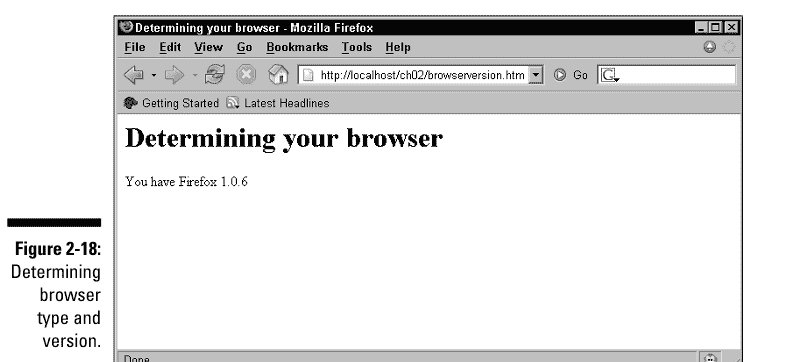 Determining your browser - Mozilla Firefox
File Edit View Go Bookmarks Tools Help
http://localhost/ch02/browserversion.htm Go G
Getting Started Latest Headlines
Determining your browser
You have Firefox 1.0.6
Figure 2-18:
Determining
browser
type and
version.
Done